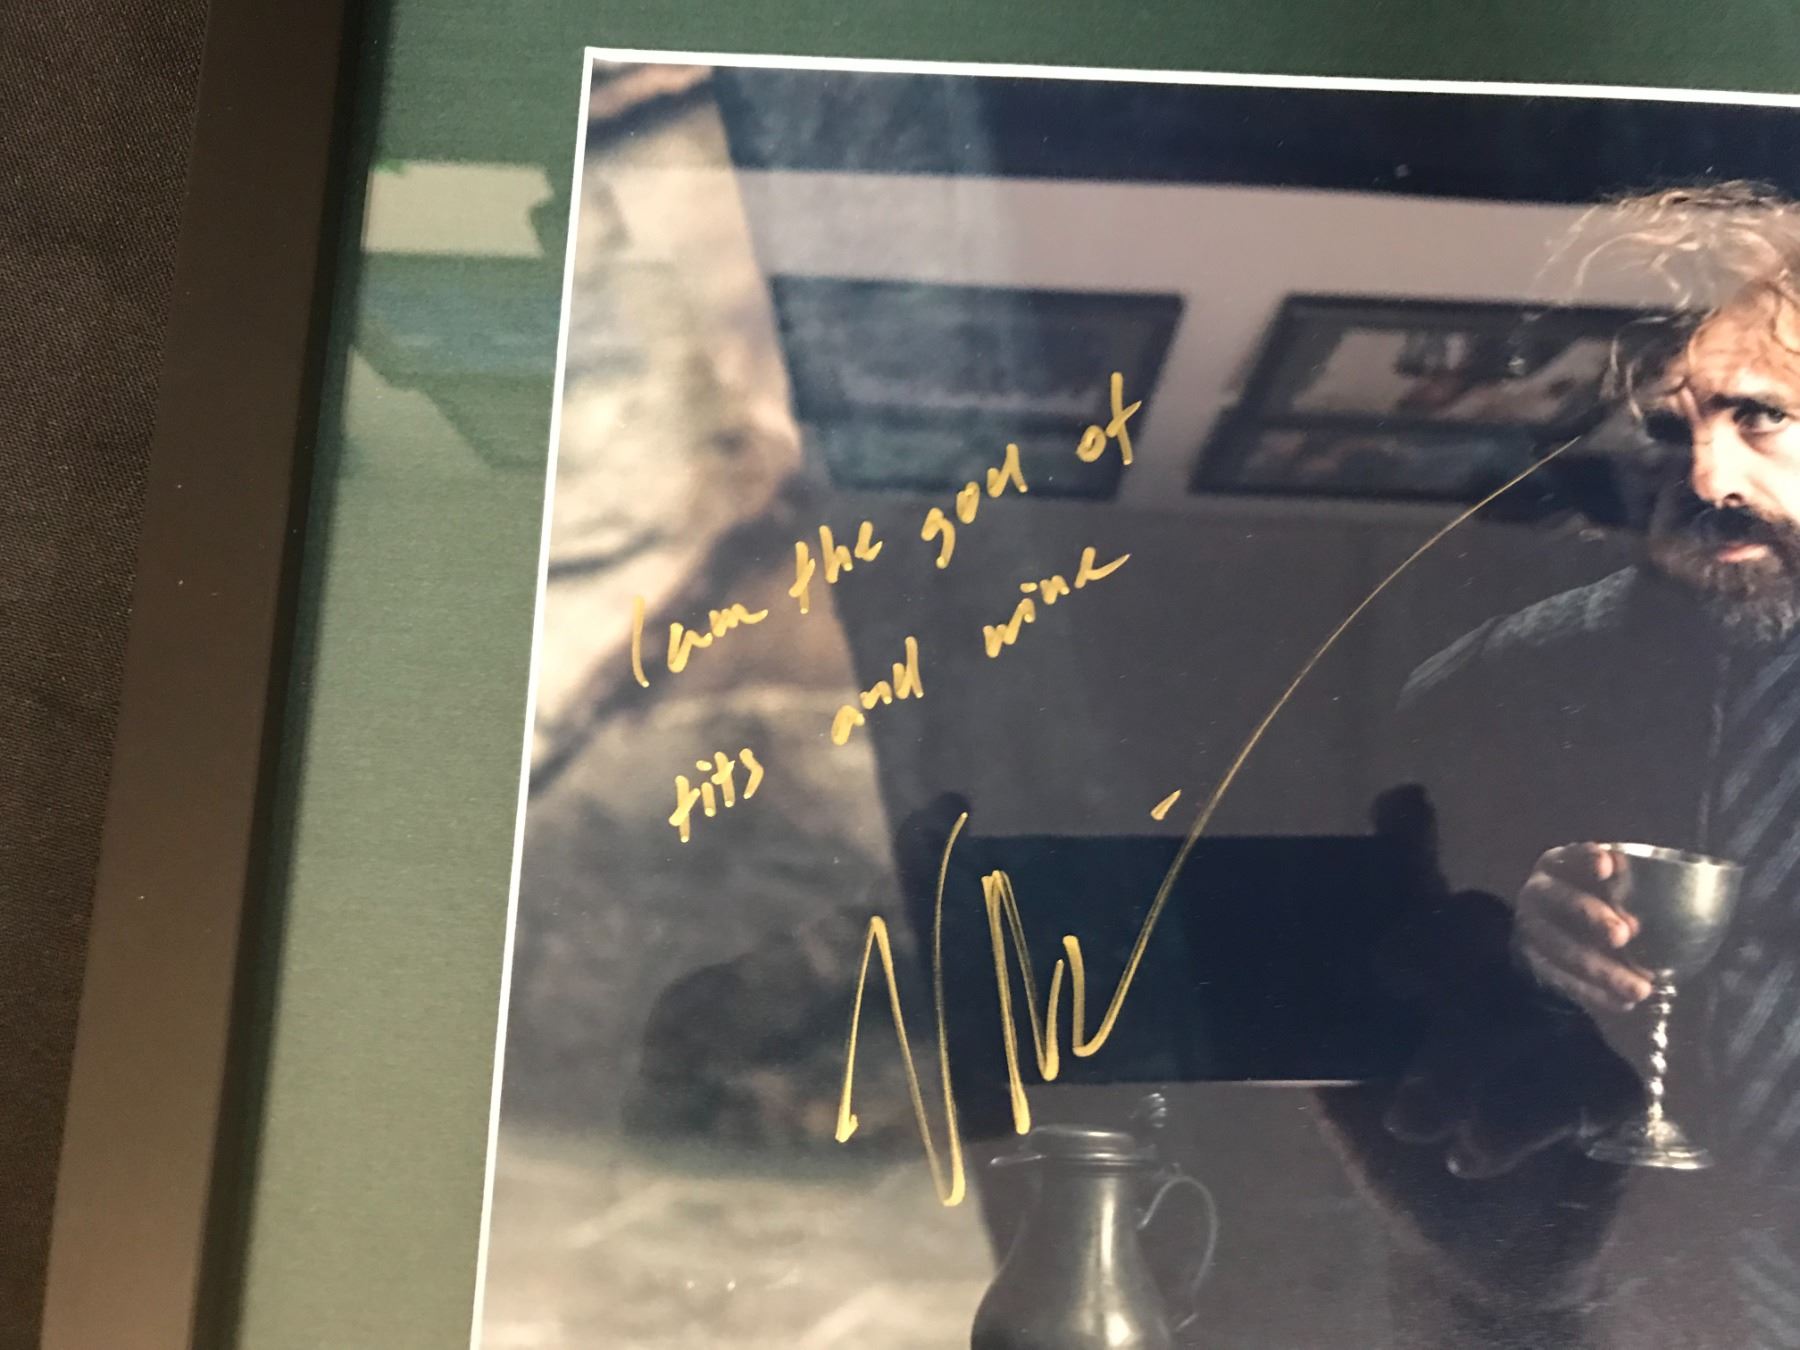 I am the god of
tits and wine